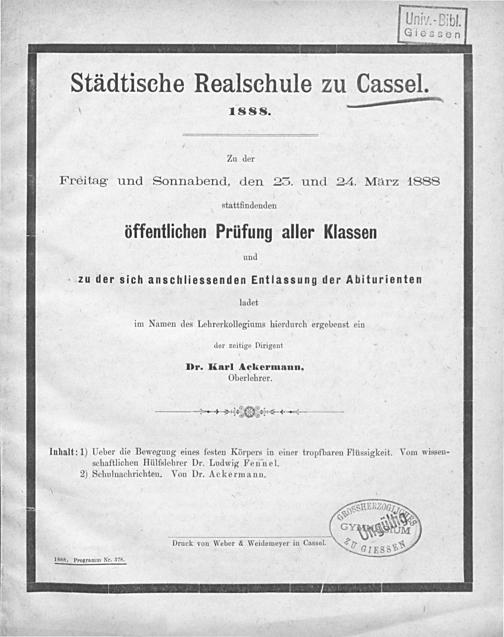 Univ.-Bibl.
Giessen
Städtische Realschule zu Cassel.
1888.
Zu der
Freitag und Sonnabend, den 23. und 24. März 1888
stattfindenden
öffentlichen Prüfung aller Klassen
und
zu der sich anschliessenden Entlassung der Abiturienten
ladet
im Namen des Lehrerkollegiums hierdurch ergebenst ein
der zeitige Dirigent
Dr. Karl Ackermann,
Oberlehrer.
Inhalt: 1) Ueber die Bewegung eines festen Körpers in einer tropfbaren Flüssigkeit. Vom wissen-
schaftlichen Hülfslehrer Dr. Ludwig Fennel.
2) Schulnachrichten. Von Dr. Ackermann.
GROSSHERZOGLICHES
GYMNASIUM
Ungültig
ZU GIESSEN
Druck von Weber & Weidemeyer in Cassel.
1888. Programm Nr. 378.